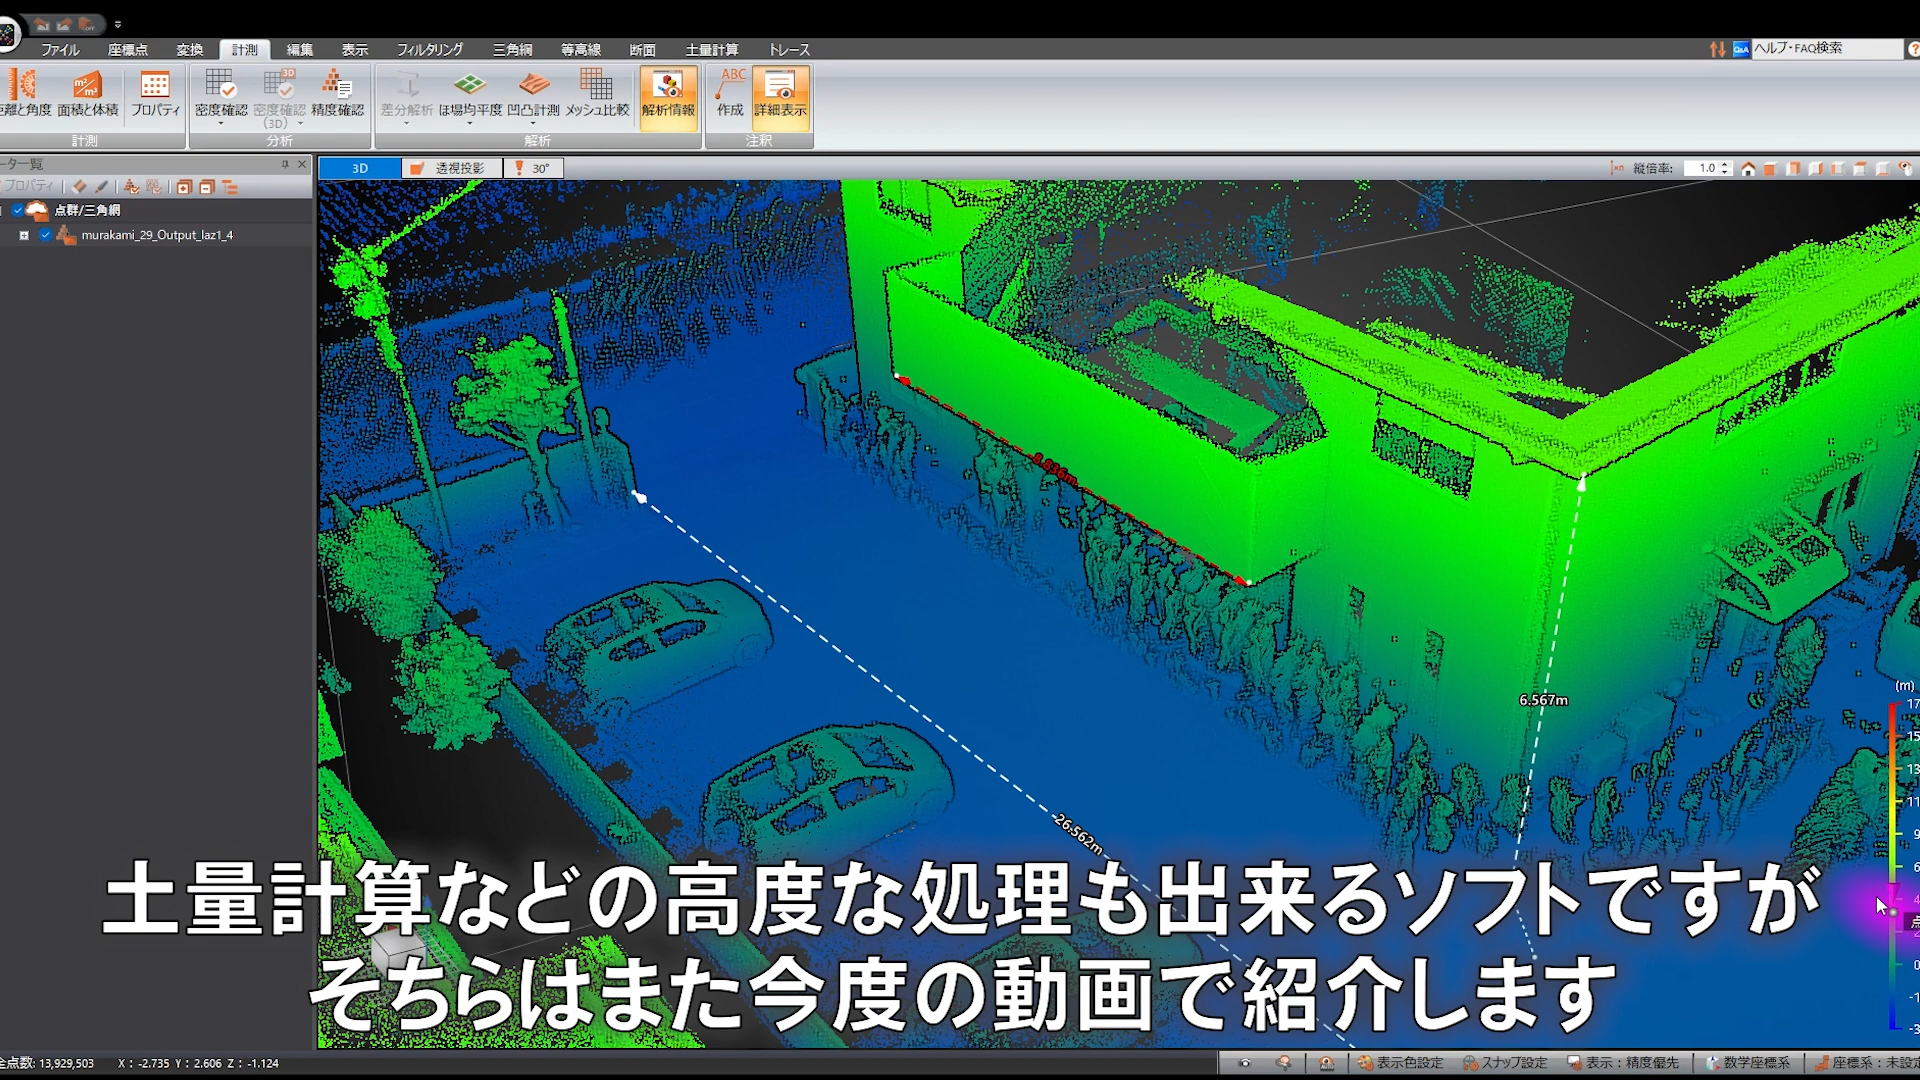 ファイル 座標点 変換 計測 編集 表示 フィルタリング 三角網 等高線 断面 土量計算 トレース
Q&A ヘルプ・FAQ検索
距離と角度 面積と体積 プロパティ 密度確認 密度確認(3D) 精度確認 差分解析 ほ場均平度 凹凸計測 メッシュ比較 解析情報 作成 詳細表示
計測 分析 解析 注釈
ータ一覧
プロパティ
3D 透視投影 30° 縦倍率: 1.0
点群/三角網
murakami_29_Output_laz1_4
6.567m
26.562m
(m)
土量計算などの高度な処理も出来るソフトですが
そちらはまた今度の動画で紹介します
全点数: 13,929,503 X : -2.735 Y : 2.606 Z : -1.124
表示色設定 スナップ設定 表示 : 精度優先 数学座標系 座標系 : 未設定